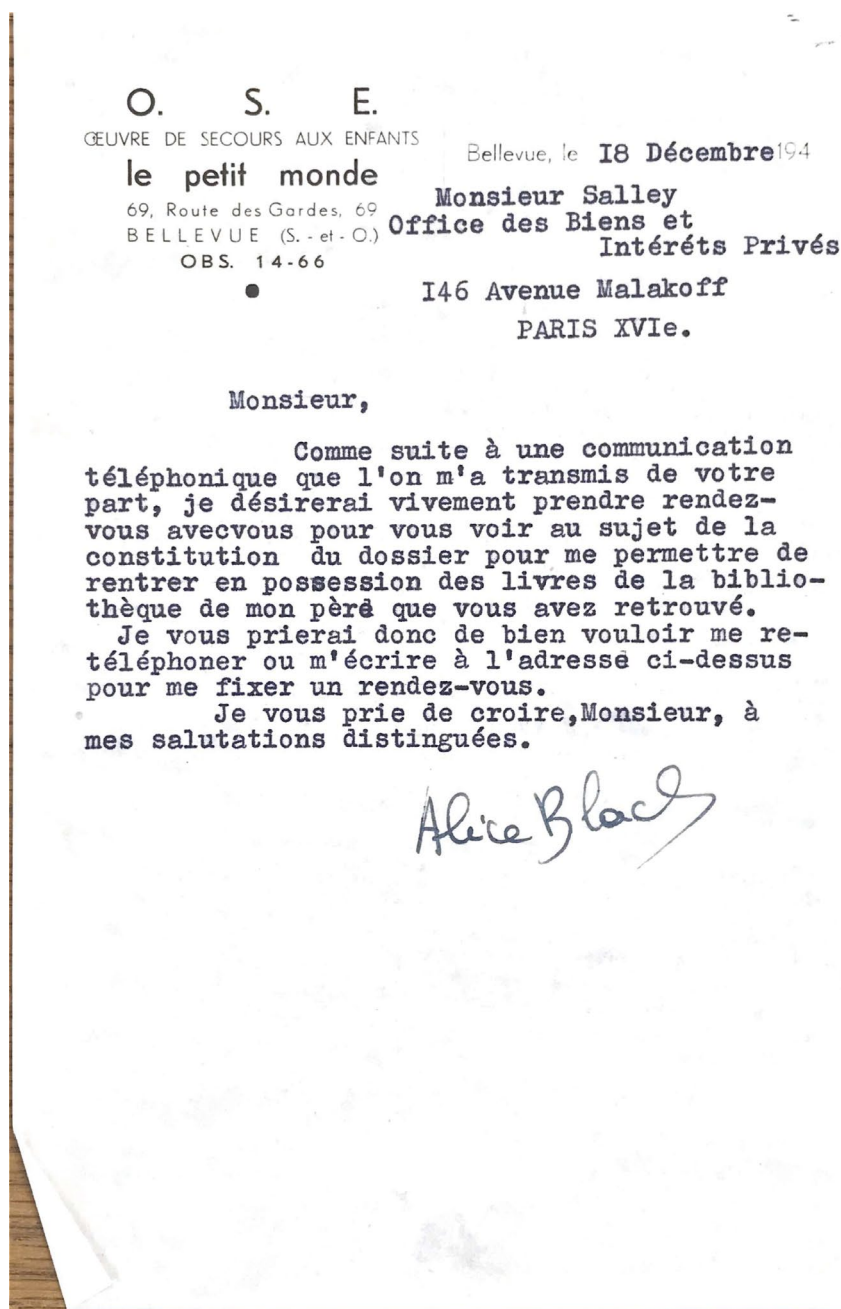 O. S. E.
ŒUVRE DE SECOURS AUX ENFANTS
le petit monde
69, Route des Gardes, 69
BELLEVUE (S. - et - O.)
OBS. 14-66
Bellevue, le I8 Décembre 194
Monsieur Salley
Office des Biens et
Intéréts Privés
I46 Avenue Malakoff
PARIS XVIe.
Monsieur,
Comme suite à une communication
téléphonique que l'on m'a transmis de votre
part, je désirerai vivement prendre rendez-
vous avecvous pour vous voir au sujet de la
constitution du dossier pour me permettre de
rentrer en possession des livres de la biblio-
thèque de mon père que vous avez retrouvé.
Je vous prierai donc de bien vouloir me re-
téléphoner ou m'écrire à l'adresse ci-dessus
pour me fixer un rendez-vous.
Je vous prie de croire,Monsieur, à
mes salutations distinguées.
Alice Bloch